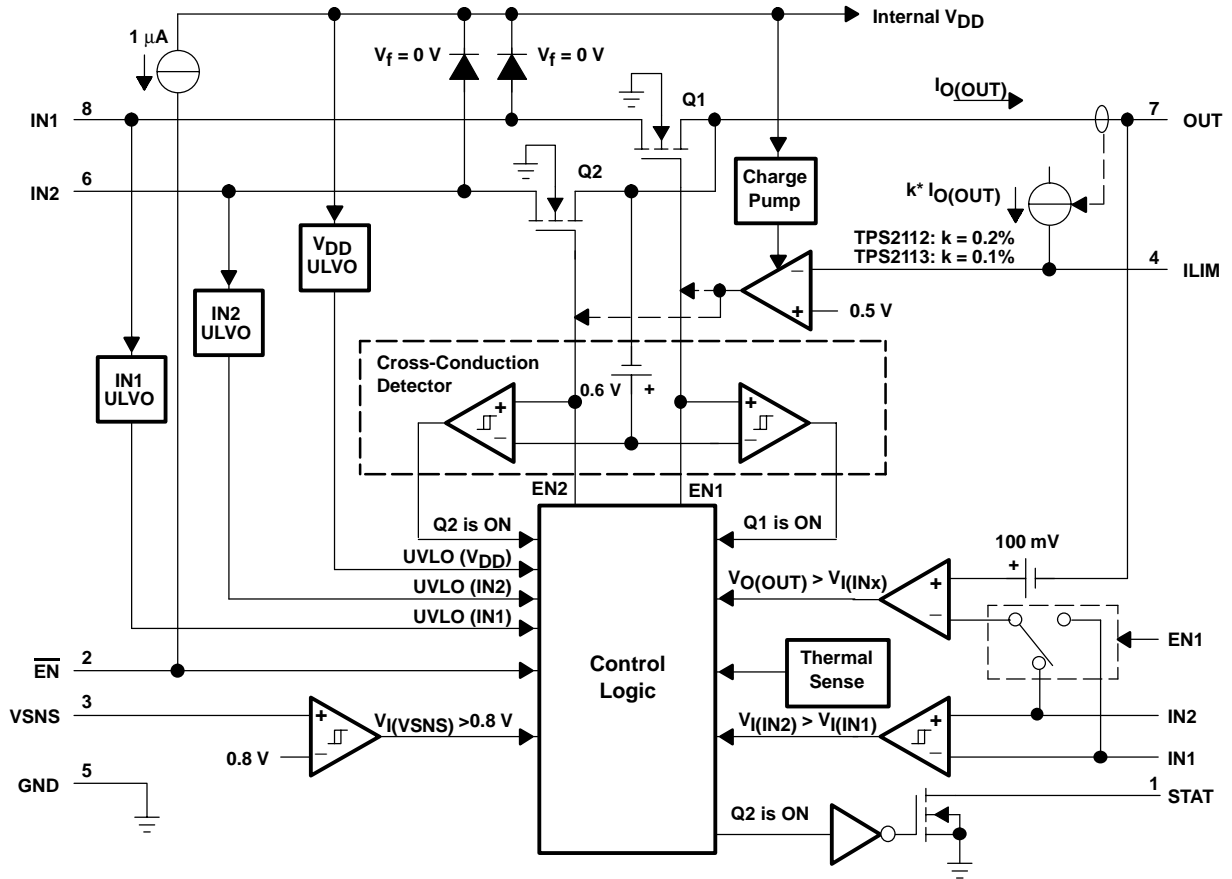 Internal VDD
1 µA
Vf = 0 V
Vf = 0 V
IO(OUT)
Q1
8
IN1
7
OUT
Q2
6
IN2
Charge
Pump
k* IO(OUT)
VDD
ULVO
TPS2112: k = 0.2%
TPS2113: k = 0.1%
4
ILIM
−
+
0.5 V
IN2
ULVO
IN1
ULVO
Cross-Conduction
Detector
0.6 V
+
+
−
+
−
EN2
EN1
Q2 is ON
Q1 is ON
100 mV
+
UVLO (VDD)
UVLO (IN2)
UVLO (IN1)
VO(OUT) > VI(INx)
+
−
EN1
2
EN
Control
Logic
Thermal
Sense
3
VSNS
+
−
VI(VSNS) >0.8 V
0.8 V
VI(IN2) > VI(IN1)
+
−
IN2
IN1
5
GND
1
STAT
Q2 is ON